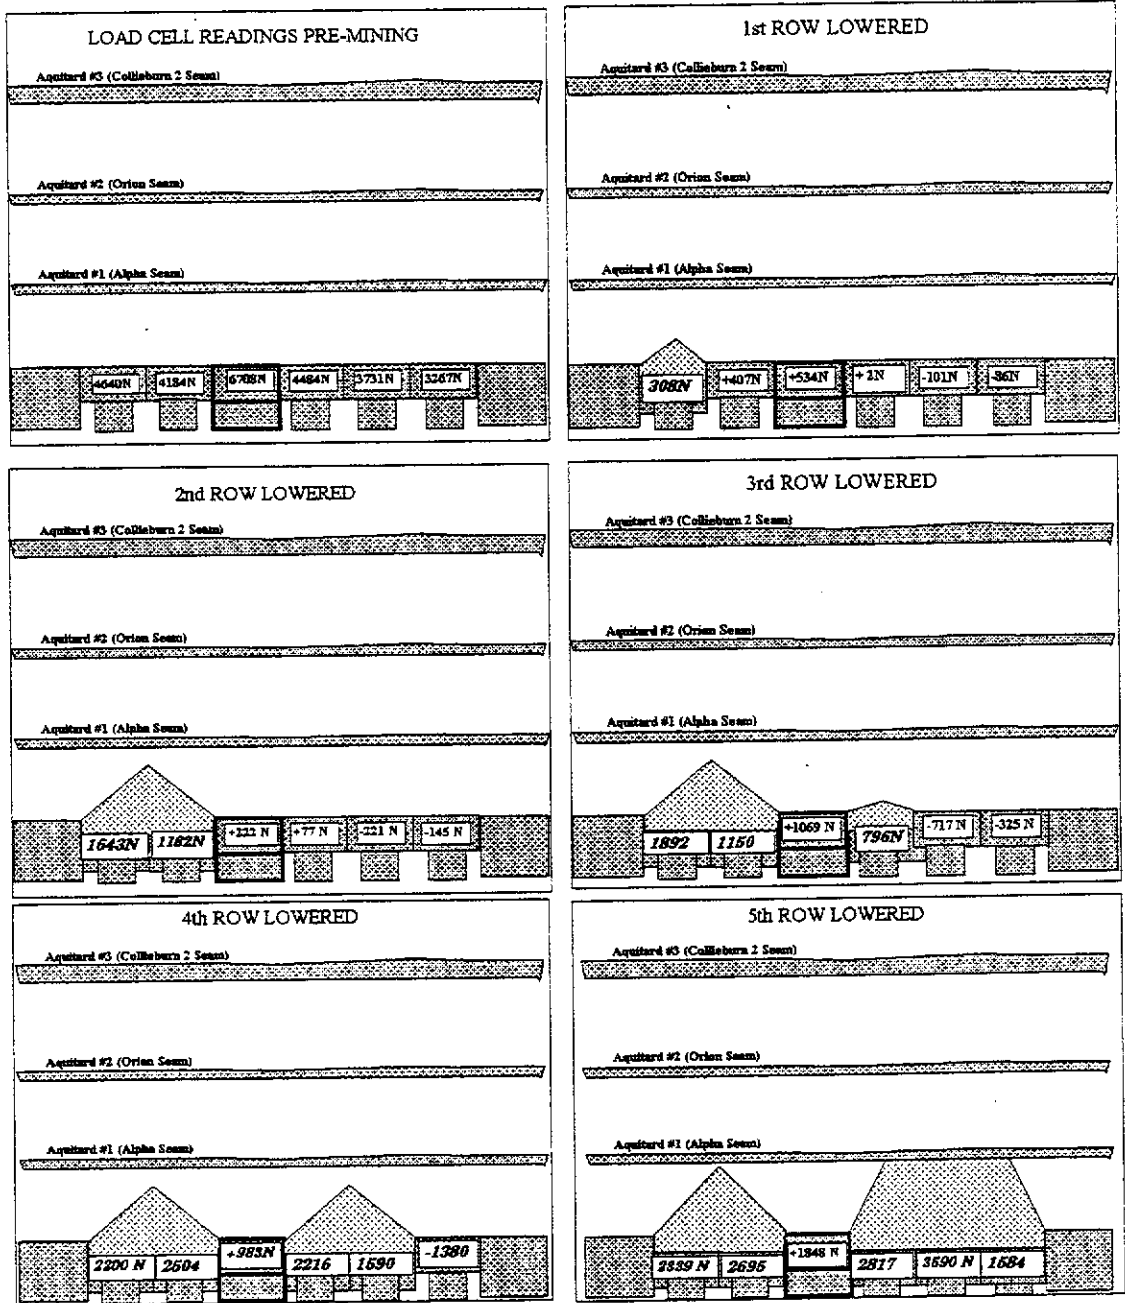 LOAD CELL READINGS PRE-MINING
Aquitard #3 (Collieburn 2 Seam)
Aquitard #2 (Orion Seam)
Aquitard #1 (Alpha Seam)
4640N 4184N 6708N 4484N 3731N 3267N
1st ROW LOWERED
Aquitard #3 (Collieburn 2 Seam)
Aquitard #2 (Orion Seam)
Aquitard #1 (Alpha Seam)
308N +407N +534N + 2N -101N -86N
2nd ROW LOWERED
Aquitard #3 (Collieburn 2 Seam)
Aquitard #2 (Orion Seam)
Aquitard #1 (Alpha Seam)
1643N 1182N +222 N +77 N -221 N -145 N
3rd ROW LOWERED
Aquitard #3 (Collieburn 2 Seam)
Aquitard #2 (Orion Seam)
Aquitard #1 (Alpha Seam)
1892 1150 +1069 N 796N -717 N -325 N
4th ROW LOWERED
Aquitard #3 (Collieburn 2 Seam)
Aquitard #2 (Orion Seam)
Aquitard #1 (Alpha Seam)
2200 N 2504 +983N 2216 1590 -1380
5th ROW LOWERED
Aquitard #3 (Collieburn 2 Seam)
Aquitard #2 (Orion Seam)
Aquitard #1 (Alpha Seam)
2695 +1848 N 2817 3590 1584